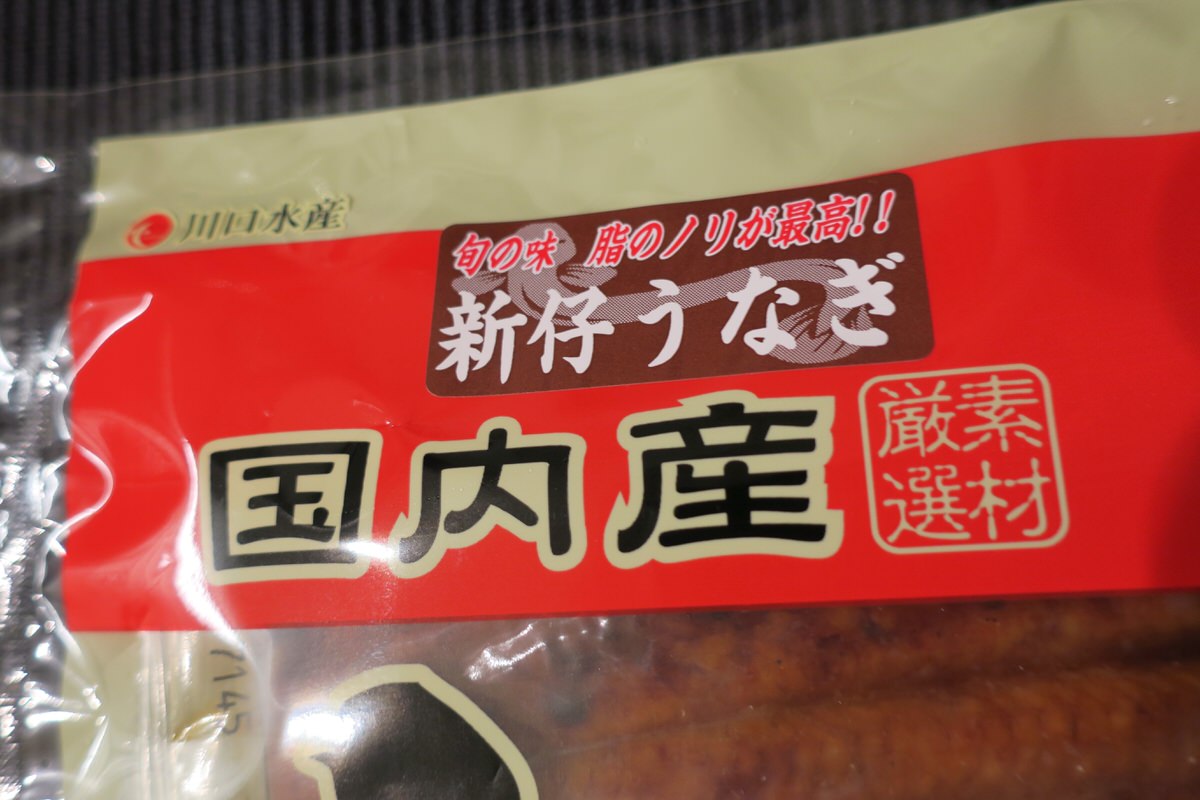 川口水産
旬の味 脂のノリが最高!!
新仔うなぎ
国内産
素材
厳選